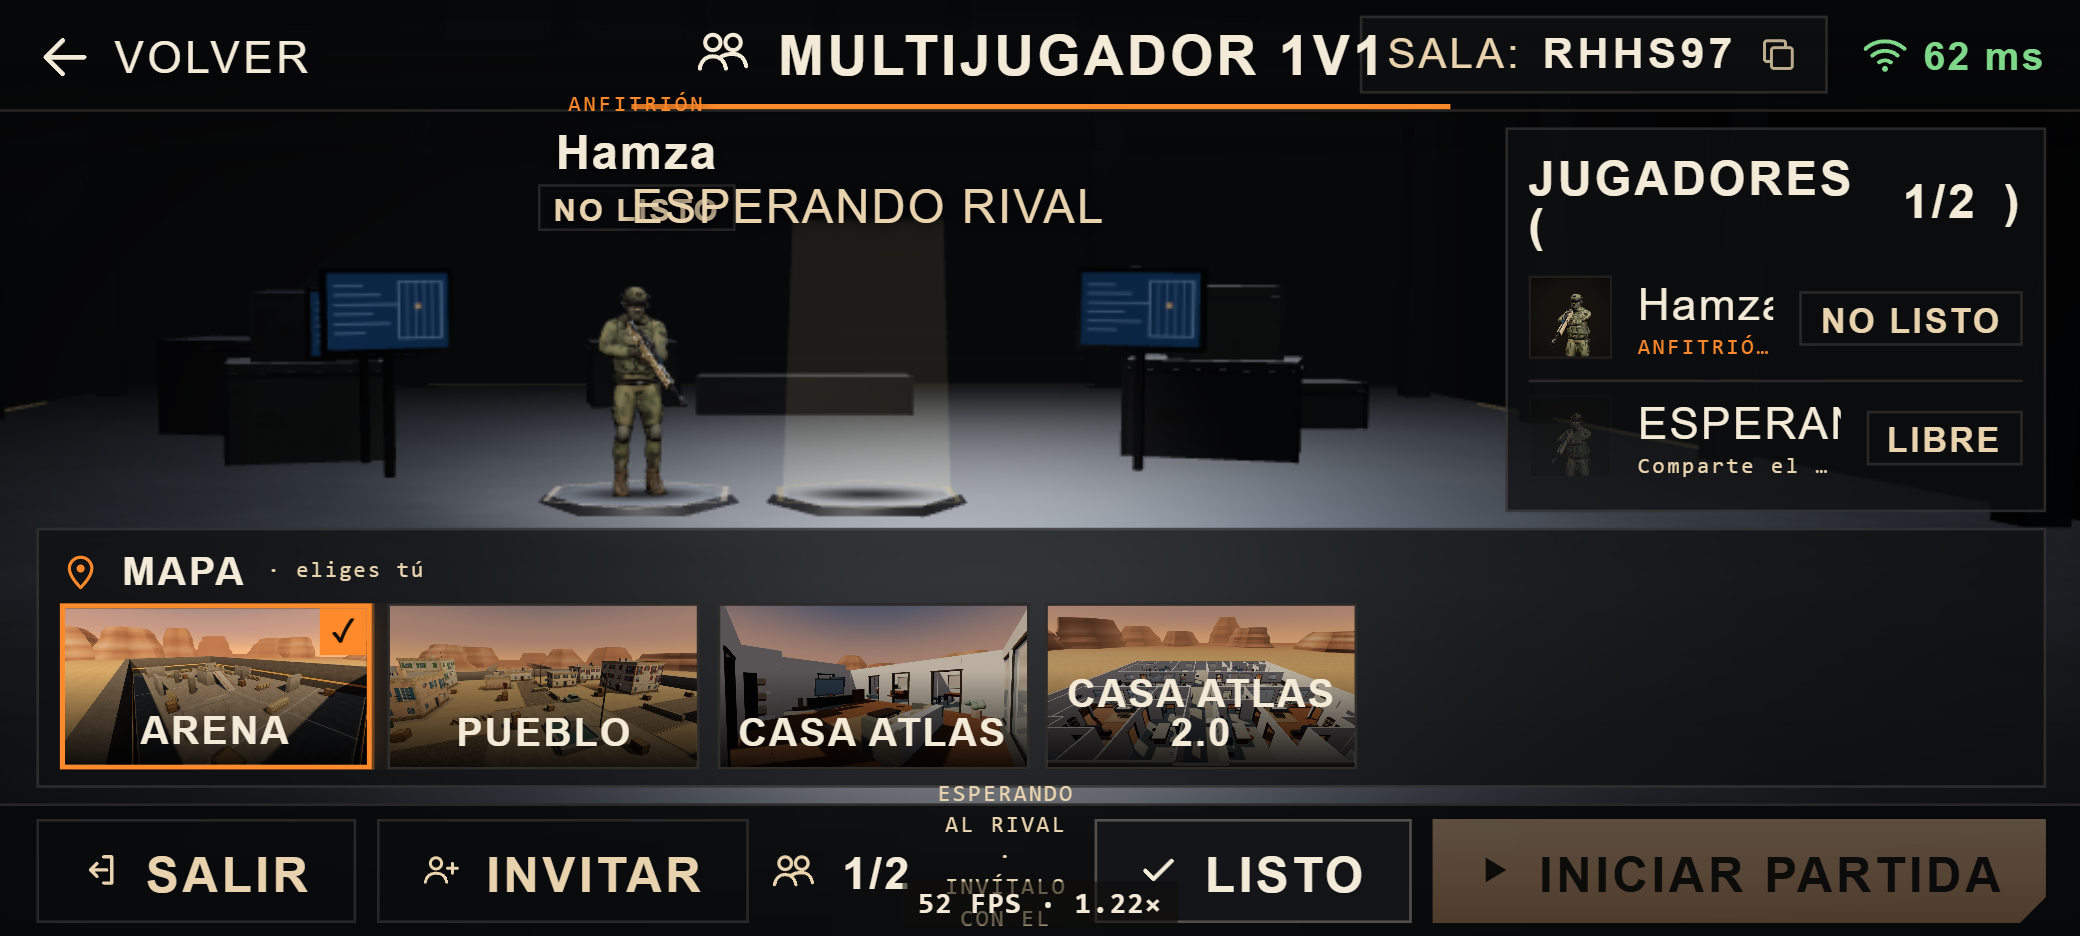 VOLVER
MULTIJUGADOR 1V1
SALA: RHHS97
62 ms
ANFITRIÓN
Hamza
NO LISTO
ESPERANDO RIVAL
JUGADORES ( 1/2 )
Hamza
NO LISTO
ANFITRIÓ…
ESPERAN
LIBRE
Comparte el …
MAPA · eliges tú
ARENA
PUEBLO
CASA ATLAS
CASA ATLAS
2.0
SALIR
INVITAR
1/2
ESPERANDO
AL RIVAL
·
INVÍTALO
CON EL
52 FPS · 1.22×
LISTO
INICIAR PARTIDA